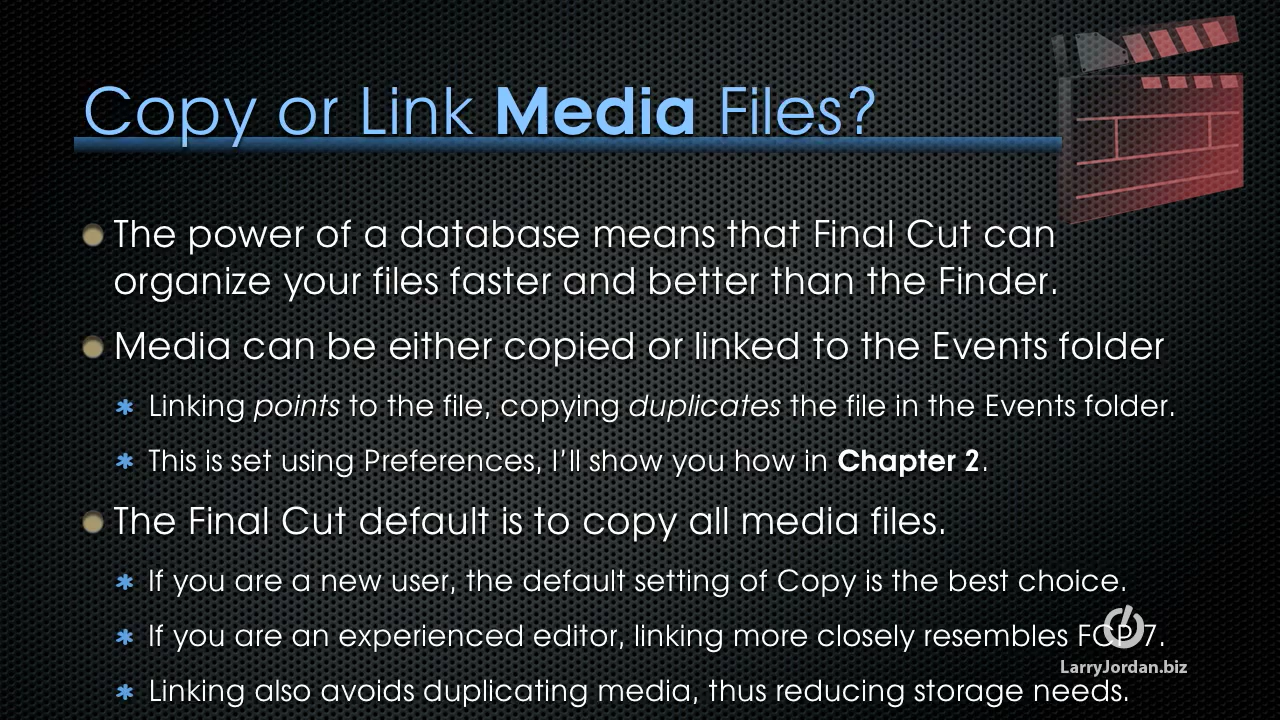 Copy or Link Media Files?
The power of a database means that Final Cut can
organize your files faster and better than the Finder.
Media can be either copied or linked to the Events folder
Linking points to the file, copying duplicates the file in the Events folder.
This is set using Preferences, I'll show you how in Chapter 2.
The Final Cut default is to copy all media files.
If you are a new user, the default setting of Copy is the best choice.
If you are an experienced editor, linking more closely resembles FCP 7.
LarryJordan.biz
Linking also avoids duplicating media, thus reducing storage needs.